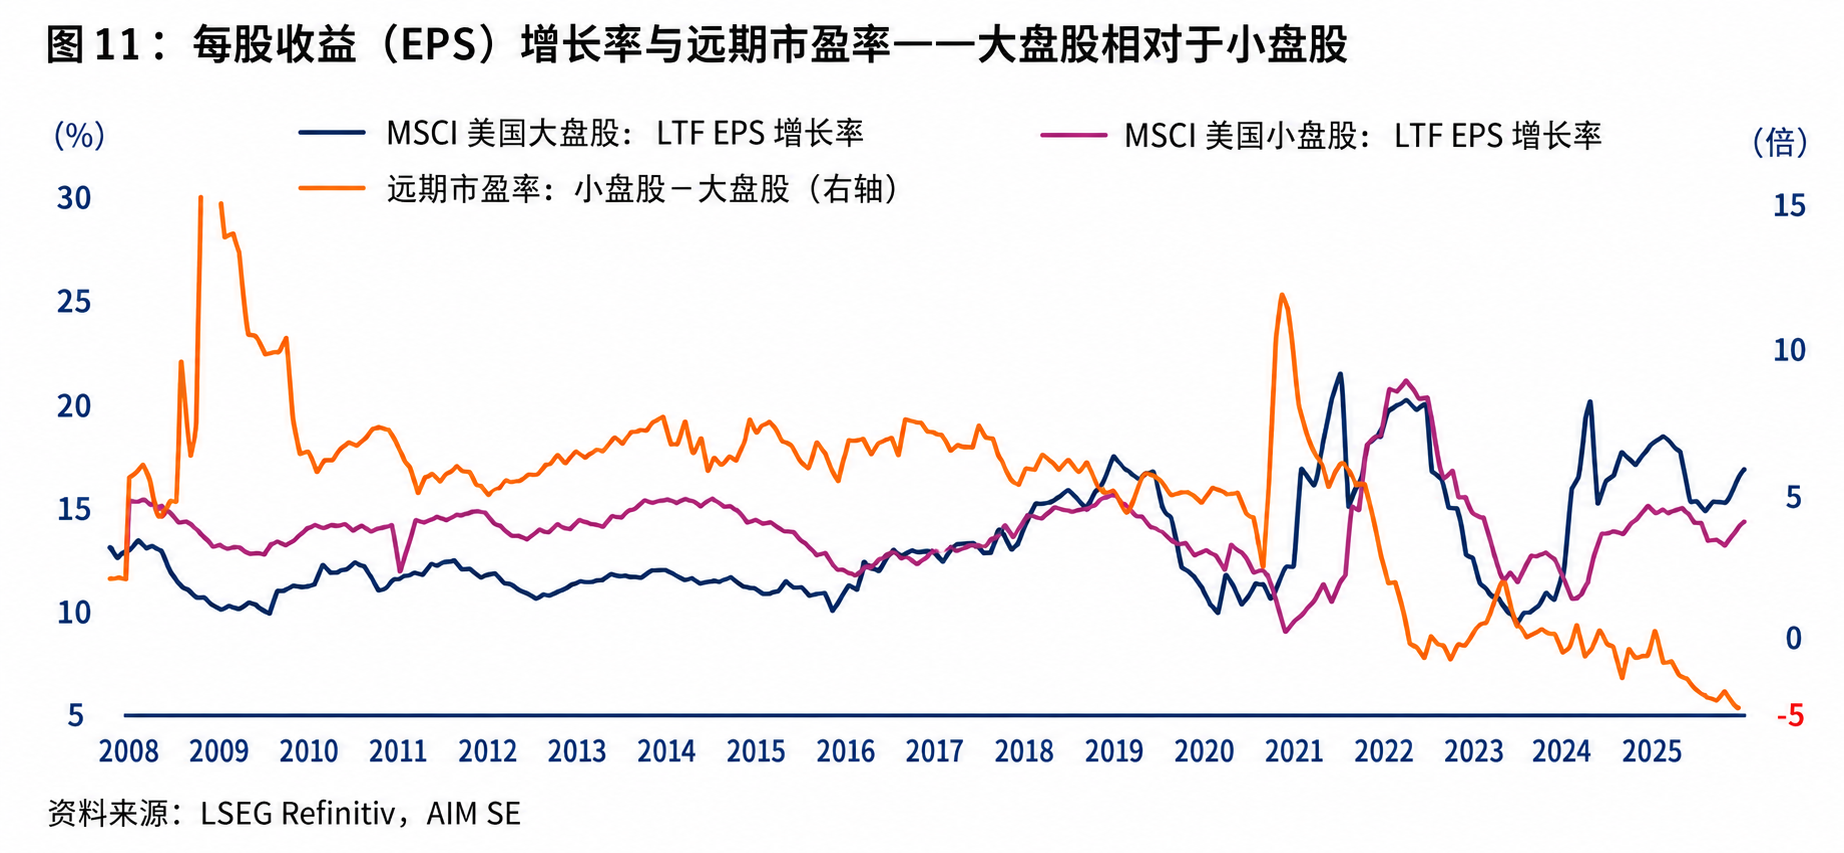 图 11：每股收益（EPS）增长率与远期市盈率——大盘股相对于小盘股
（%）
MSCI 美国大盘股： LTF EPS 增长率
MSCI 美国小盘股： LTF EPS 增长率
（倍）
远期市盈率：小盘股－大盘股（右轴）
30 15
25
20 10
15 5
10 0
5 -5
2008 2009 2010 2011 2012 2013 2014 2015 2016 2017 2018 2019 2020 2021 2022 2023 2024 2025
资料来源：LSEG Refinitiv，AIM SE